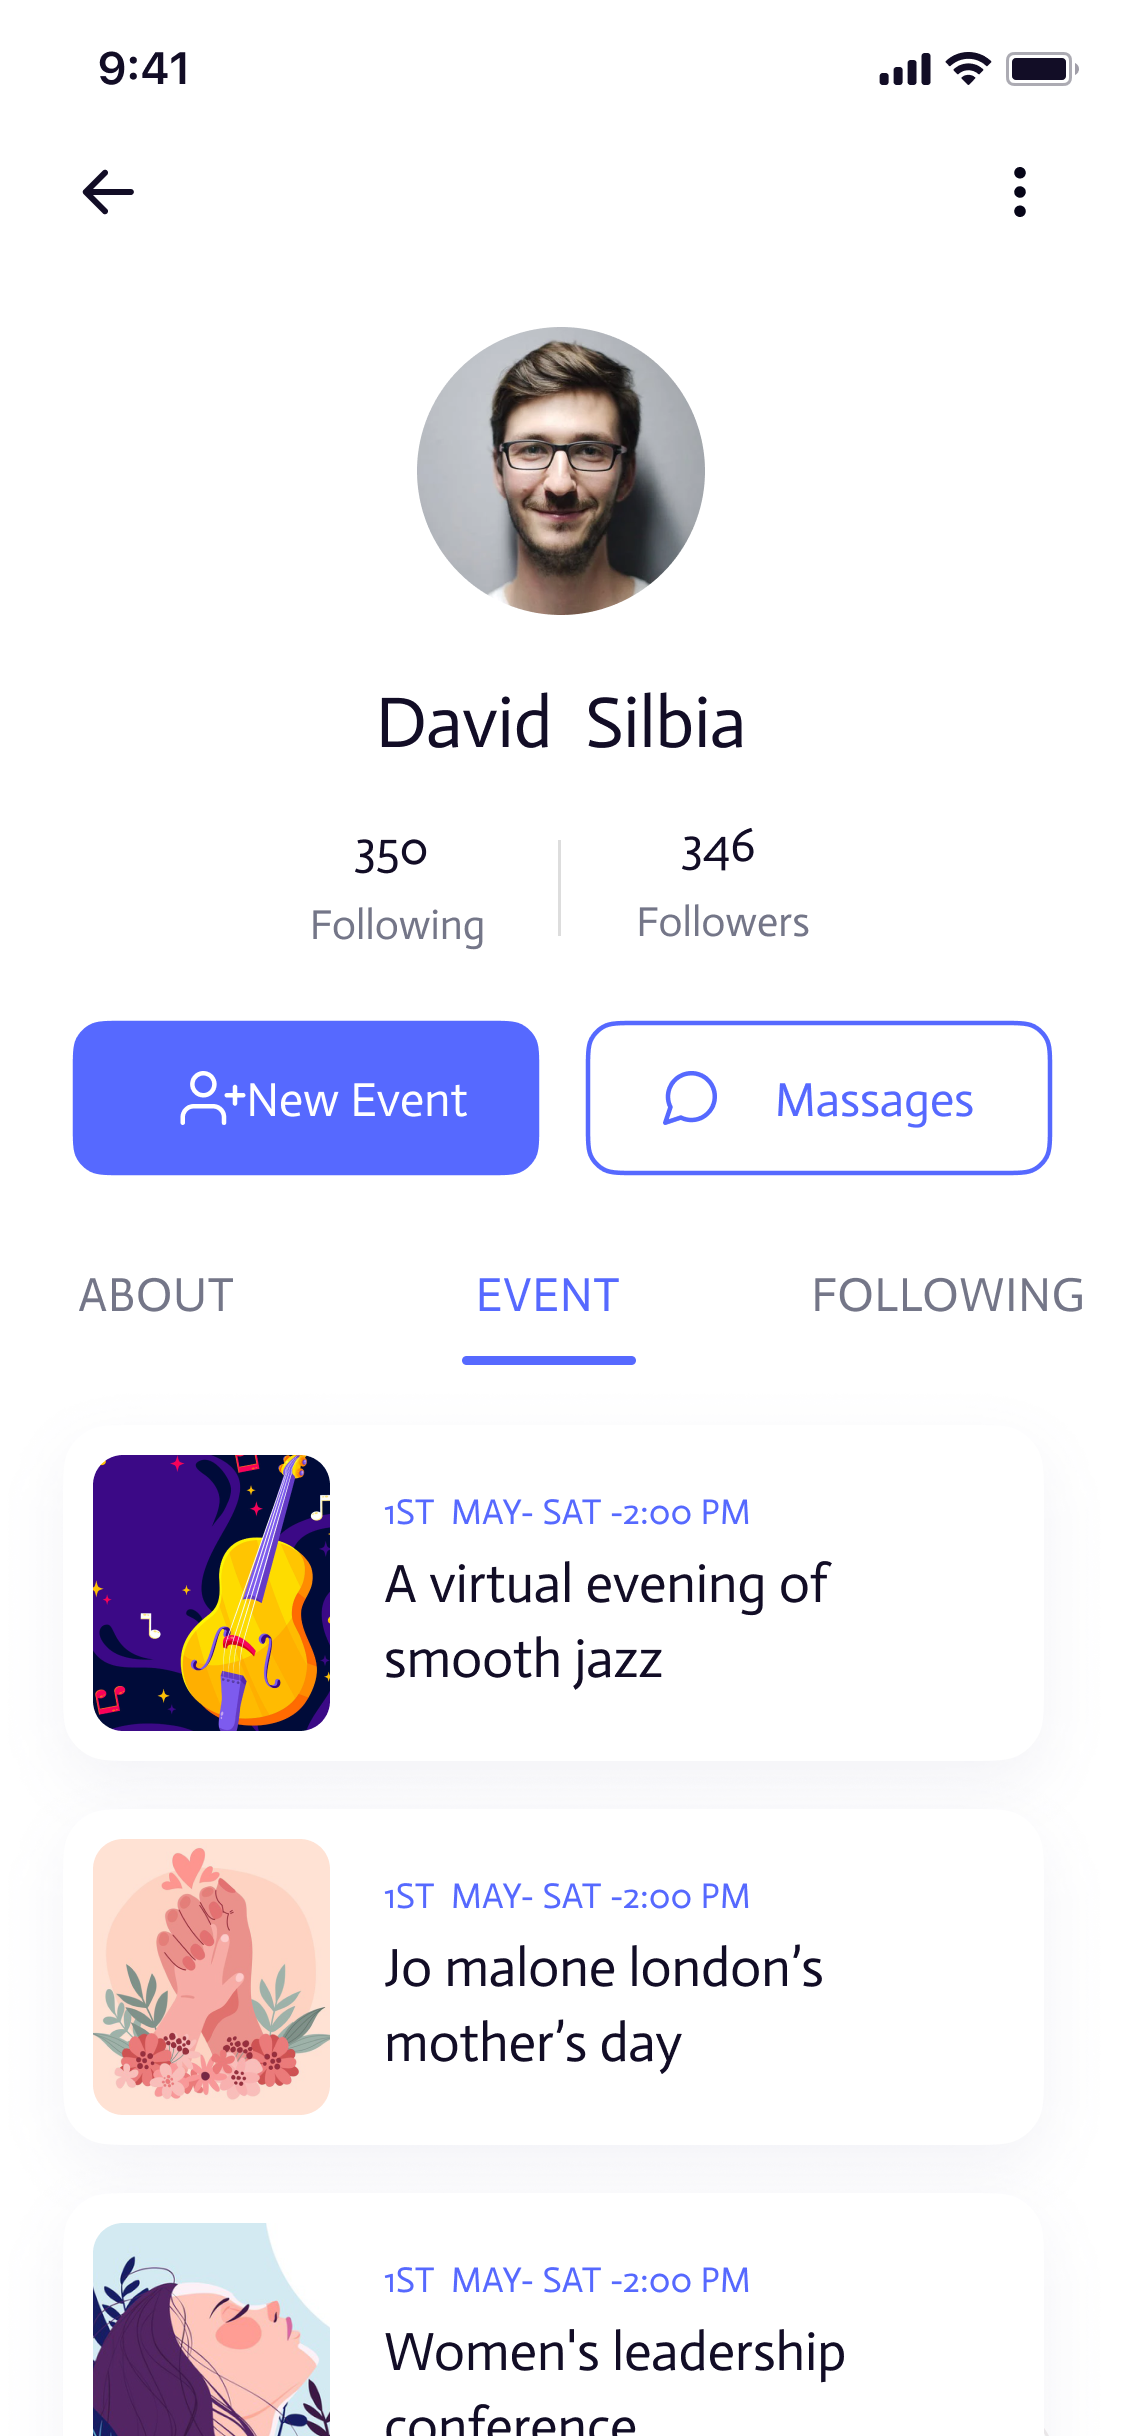 9:41
David Silbia
350 346
Following Followers
New Event Massages
ABOUT EVENT FOLLOWING
1ST MAY- SAT -2:00 PM
A virtual evening of
smooth jazz
1ST MAY- SAT -2:00 PM
Jo malone london’s
mother’s day
1ST MAY- SAT -2:00 PM
Women's leadership
conference